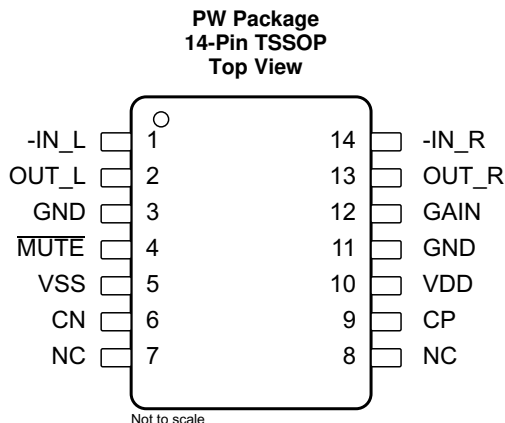 PW Package
14-Pin TSSOP
Top View
-IN_L 1 14 -IN_R
OUT_L 2 13 OUT_R
GND 3 12 GAIN
MUTE 4 11 GND
VSS 5 10 VDD
CN 6 9 CP
NC 7 8 NC
Not to scale